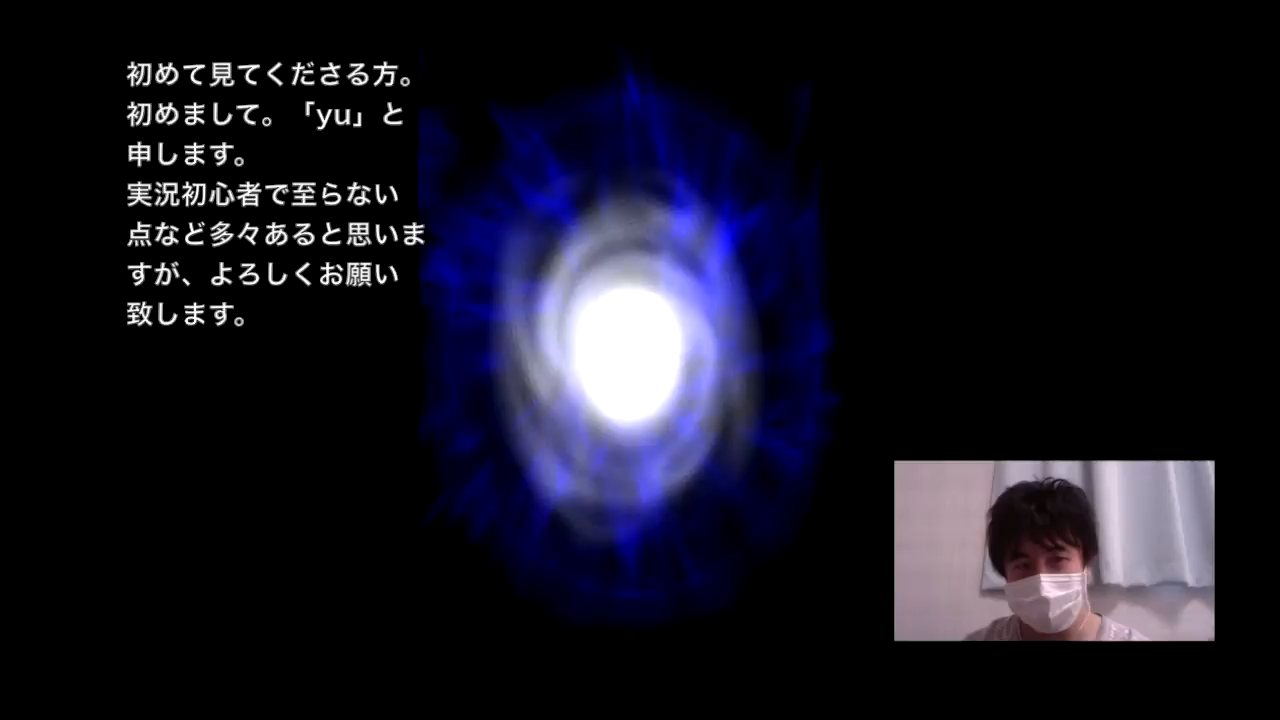 初めて見てくださる方。
初めまして。「yu」と
申します。
実況初心者で至らない
点など多々あると思いま
すが、よろしくお願い
致します。